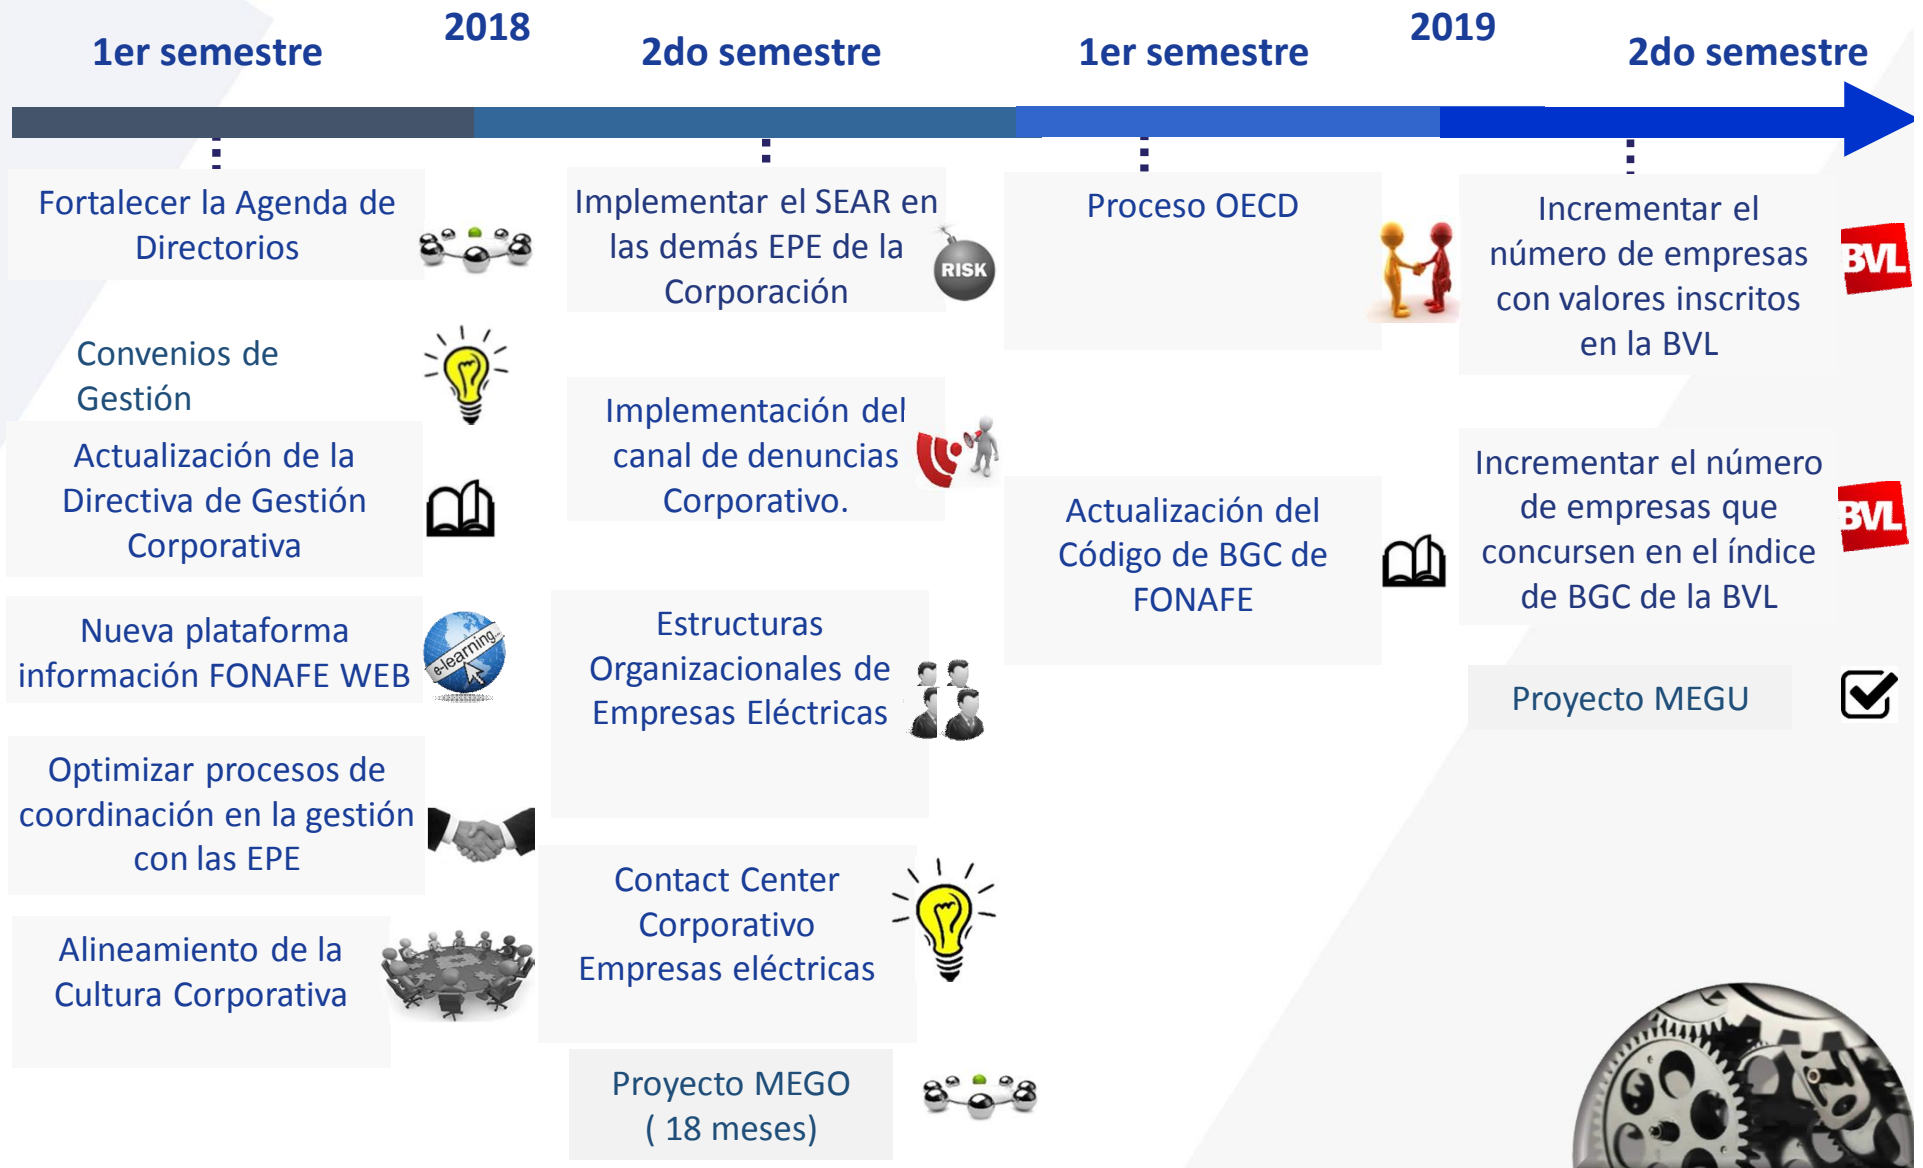 2018
2019
1er semestre
2do semestre
1er semestre
2do semestre
Fortalecer la Agenda de
Directorios
Convenios de
Gestión
Actualización de la
Directiva de Gestión
Corporativa
Nueva plataforma
información FONAFE WEB
e-learning...
Optimizar procesos de
coordinación en la gestión
con las EPE
Alineamiento de la
Cultura Corporativa
Implementar el SEAR en
las demás EPE de la
Corporación
RISK
Implementación del
canal de denuncias
Corporativo.
Estructuras
Organizacionales de
Empresas Eléctricas
Contact Center
Corporativo
Empresas eléctricas
Proyecto MEGO
( 18 meses)
Proceso OECD
Actualización del
Código de BGC de
FONAFE
Incrementar el
número de empresas
con valores inscritos
en la BVL
BVL
Incrementar el número
de empresas que
concursen en el índice
de BGC de la BVL
BVL
Proyecto MEGU